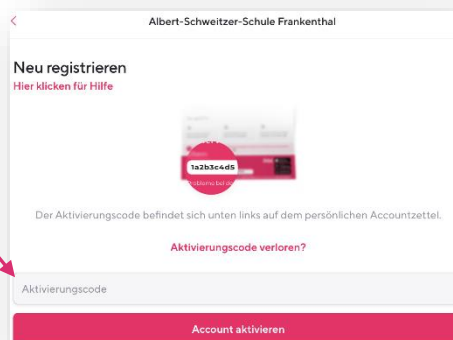 Albert-Schweitzer-Schule Frankenthal
Neu registrieren
Hier klicken für Hilfe
1a2b3c4d5
Der Aktivierungscode befindet sich unten links auf dem persönlichen Accountzettel.
Aktivierungscode verloren?
Aktivierungscode
Account aktivieren